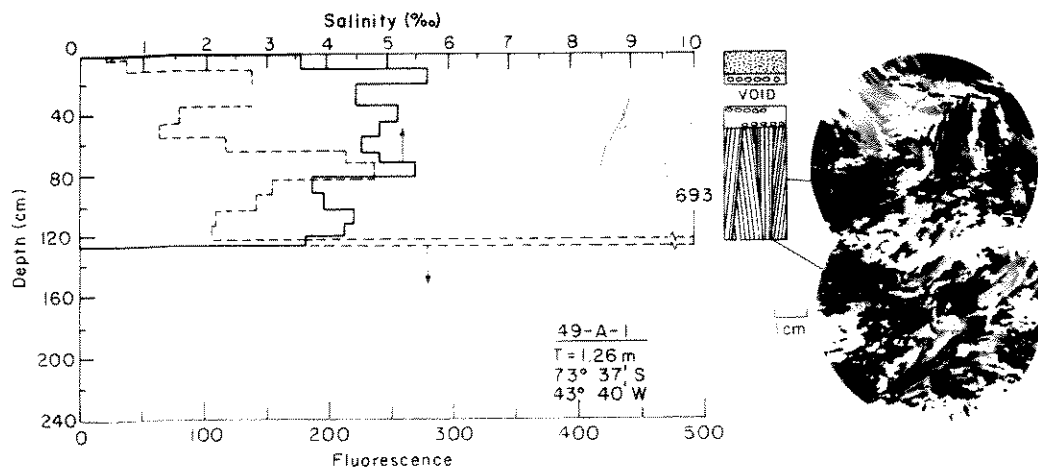 Salinity (‰)
0 1 2 3 4 5 6 7 8 9 10
0
40
80
120
160
200
240
Depth (cm)
VOID
693
1 cm
49-A-1
T = 1.26 m
73° 37' S
43° 40' W
0 100 200 300 400 500
Fluorescence